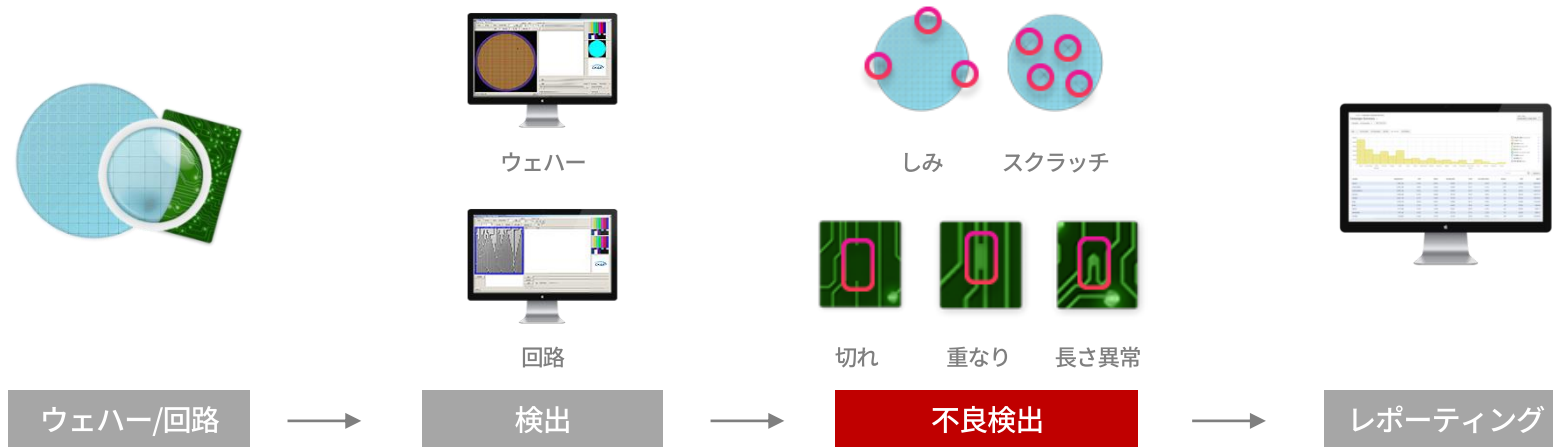 ウェハー
しみ
スクラッチ
回路
切れ
重なり
長さ異常
ウェハー/回路
検出
不良検出
レポーティング